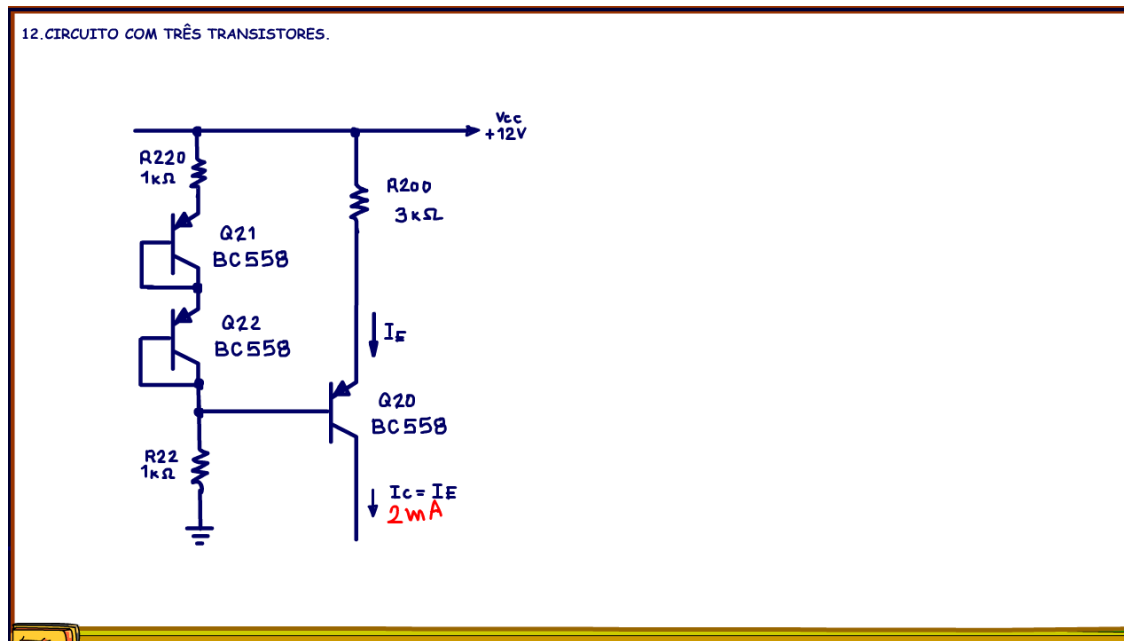 12.CIRCUITO COM TRÊS TRANSISTORES.
Vcc
+12V
R220
1KΩ
R200
3KΩ
Q21
BC558
Q22
BC558
IE
Q20
BC558
R22
1KΩ
Ic = IE
2mA